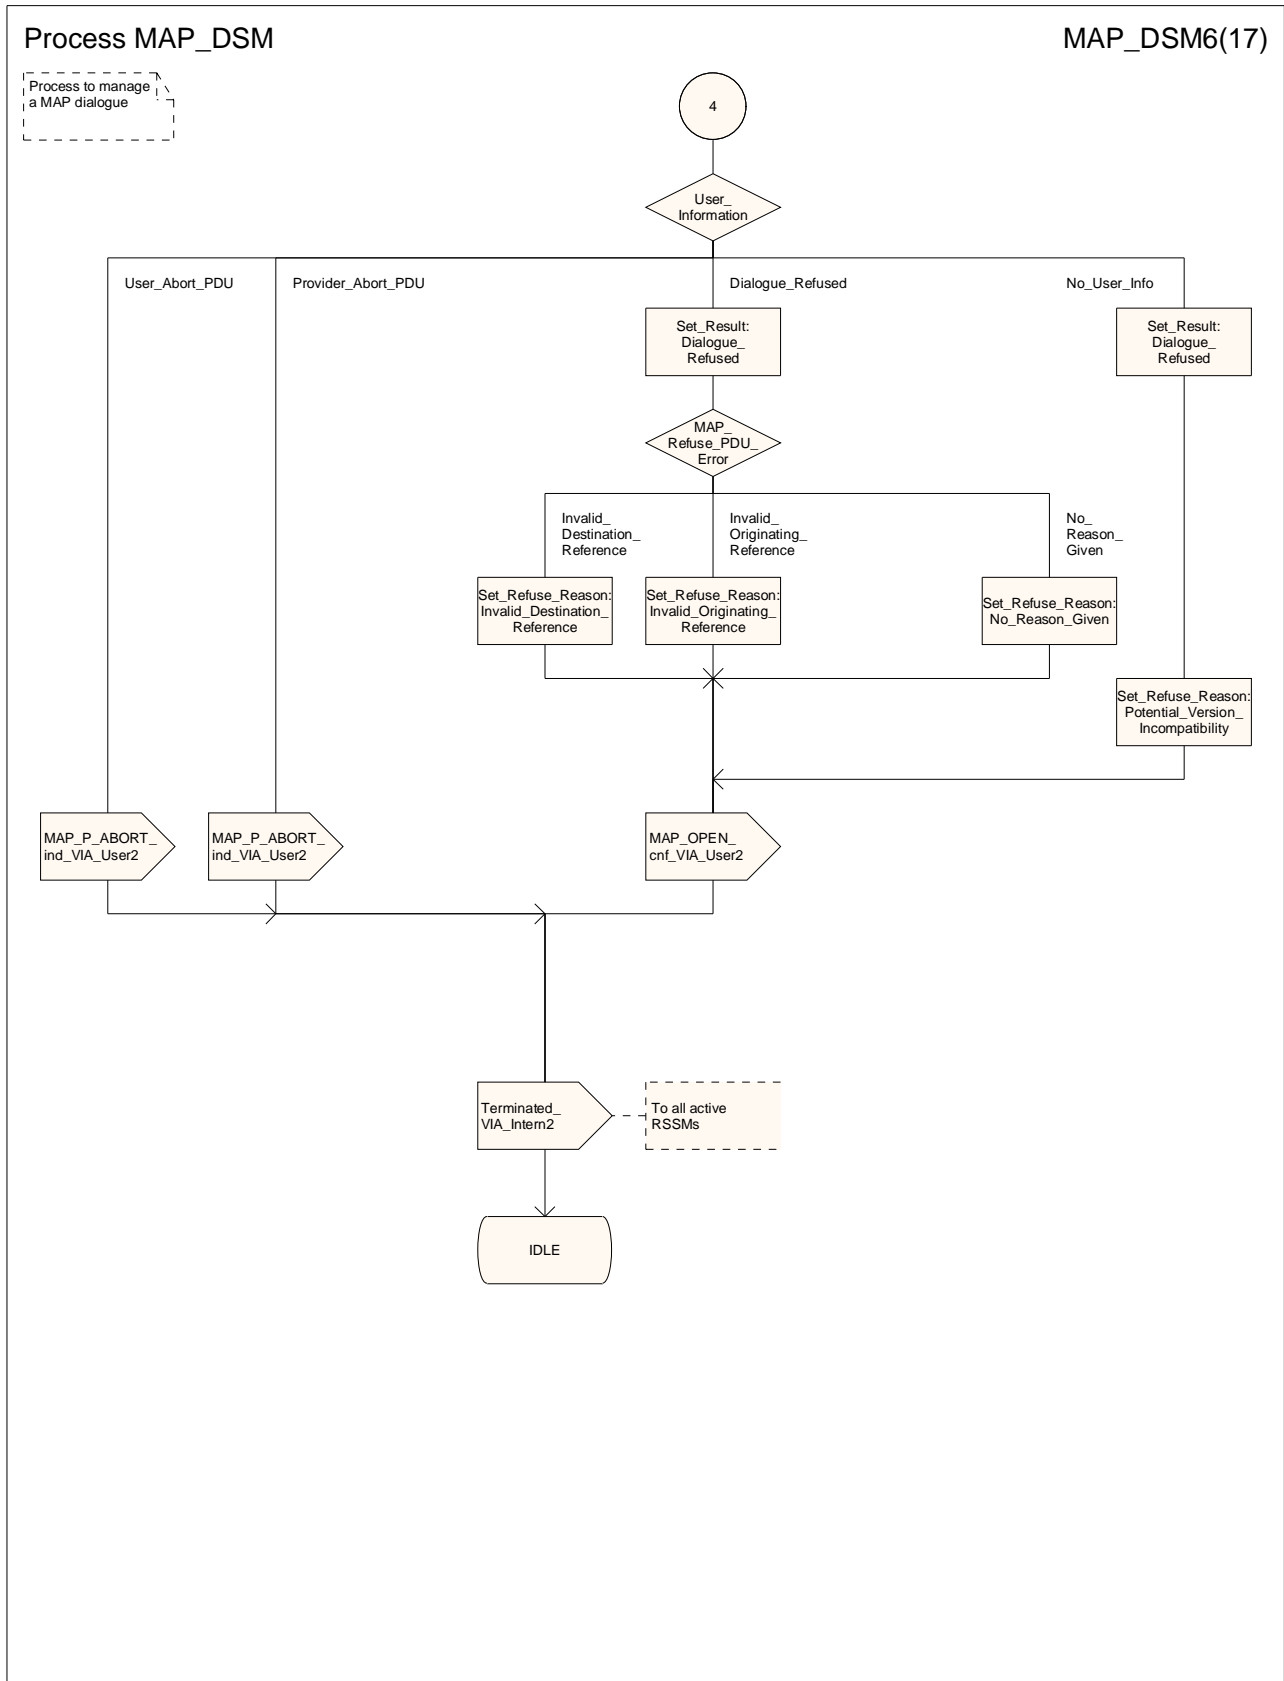 Process MAP_DSM
MAP_DSM6(17)
Process to manage
a MAP dialogue
4
User_
Information
User_Abort_PDU
Provider_Abort_PDU
Dialogue_Refused
No_User_Info
Set_Result:
Dialogue_
Refused
Set_Result:
Dialogue_
Refused
MAP_
Refuse_PDU_
Error
Invalid_
Destination_
Reference
Invalid_
Originating_
Reference
No_
Reason_
Given
Set_Refuse_Reason:
Invalid_Destination_
Reference
Set_Refuse_Reason:
Invalid_Originating_
Reference
Set_Refuse_Reason:
No_Reason_Given
Set_Refuse_Reason:
Potential_Version_
Incompatibility
MAP_P_ABORT_
ind_VIA_User2
MAP_P_ABORT_
ind_VIA_User2
MAP_OPEN_
cnf_VIA_User2
Terminated_
VIA_Intern2
To all active
RSSMs
IDLE